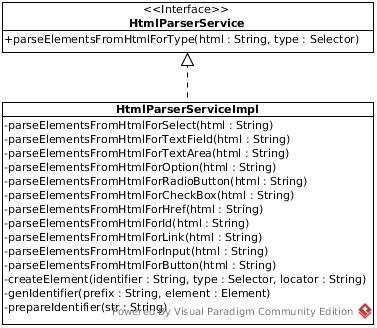 <<Interface>>
HtmlParserService
+parseElementsFromHtmlForType(html : String, type : Selector)
HtmlParserServiceImpl
-parseElementsFromHtmlForSelect(html : String)
-parseElementsFromHtmlForTextField(html : String)
-parseElementsFromHtmlForTextArea(html : String)
-parseElementsFromHtmlForOption(html : String)
-parseElementsFromHtmlForRadioButton(html : String)
-parseElementsFromHtmlForCheckBox(html : String)
-parseElementsFromHtmlForHref(html : String)
-parseElementsFromHtmlForId(html : String)
-parseElementsFromHtmlForLink(html : String)
-parseElementsFromHtmlForInput(html : String)
-parseElementsFromHtmlForButton(html : String)
-createElement(identifier : String, type : Selector, locator : String)
-genIdentifier(prefix : String, element : Element)
-prepareIdentifier(str : String)
Powered By Visual Paradigm Community Edition